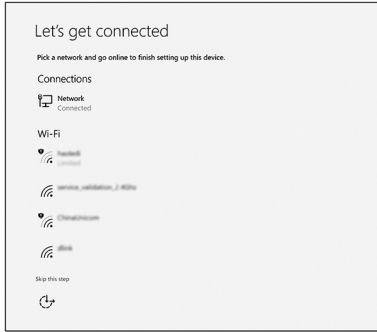 Let's get connected
Pick a network and go online to finish setting up this device.
Connections
Network
Connected
Wi-Fi
Limited
service_validation_2.4Ghz
ChinaUnicom
dlink
Skip this step